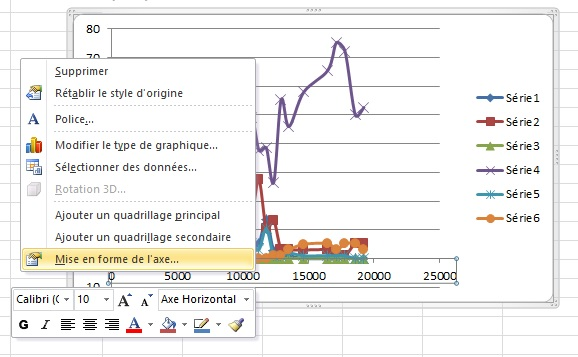 80
70
Supprimer
Rétablir le style d'origine
Police...
Modifier le type de graphique...
Sélectionner des données...
Rotation 3D...
Ajouter un quadrillage principal
Ajouter un quadrillage secondaire
Mise en forme de l'axe...
Série1
Série2
Série3
Série4
Série5
Série6
0
10000
15000
20000
25000
Calibri (C
10
A A
Axe Horizontal
G I
A